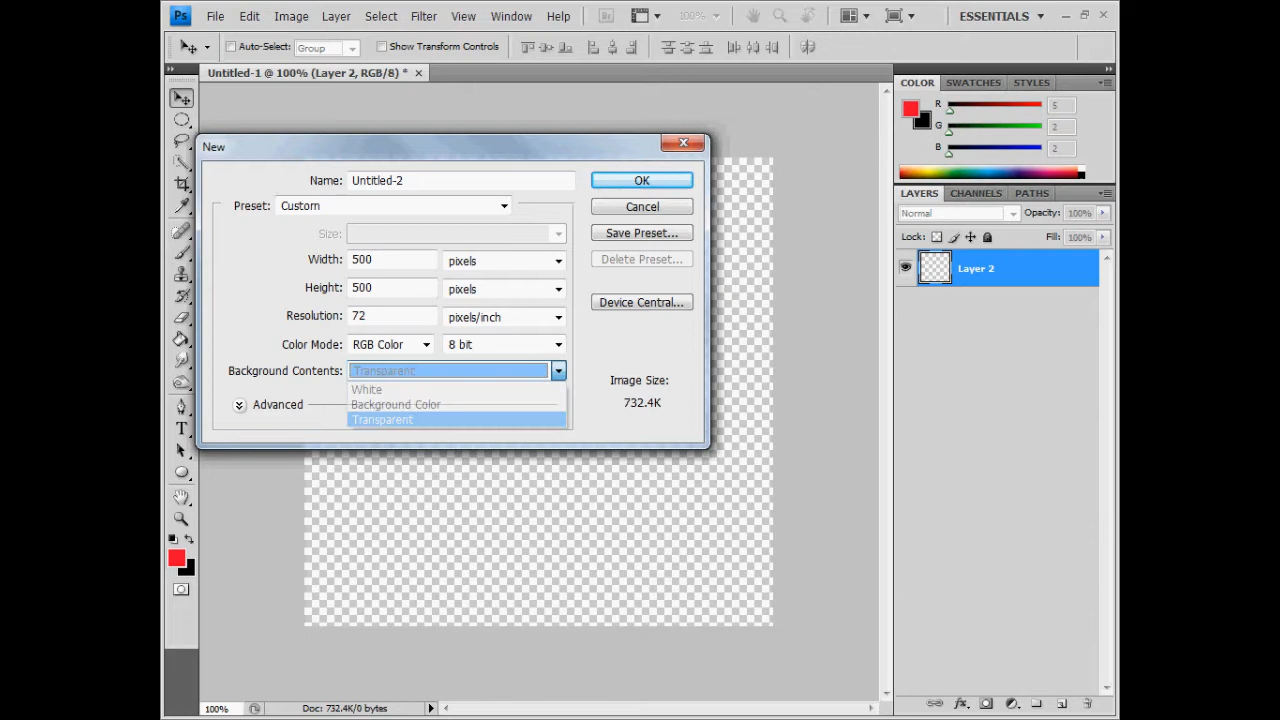 Ps File Edit Image Layer Select Filter View Window Help Br 100% ESSENTIALS
Auto-Select: Group Show Transform Controls
Untitled-1 @ 100% (Layer 2, RGB/8) *
COLOR SWATCHES STYLES
R 5
G 2
B 2
New
Name: Untitled-2 OK
Preset: Custom Cancel
Size: Save Preset...
Width: 500 pixels Delete Preset...
Height: 500 pixels
Device Central...
Resolution: 72 pixels/inch
Color Mode: RGB Color 8 bit
Background Contents: Transparent
White
Background Color
Transparent
Advanced
Image Size:
732.4K
LAYERS CHANNELS PATHS
Normal Opacity: 100%
Lock: Fill: 100%
Layer 2
T
100% Doc: 732.4K/0 bytes
fx